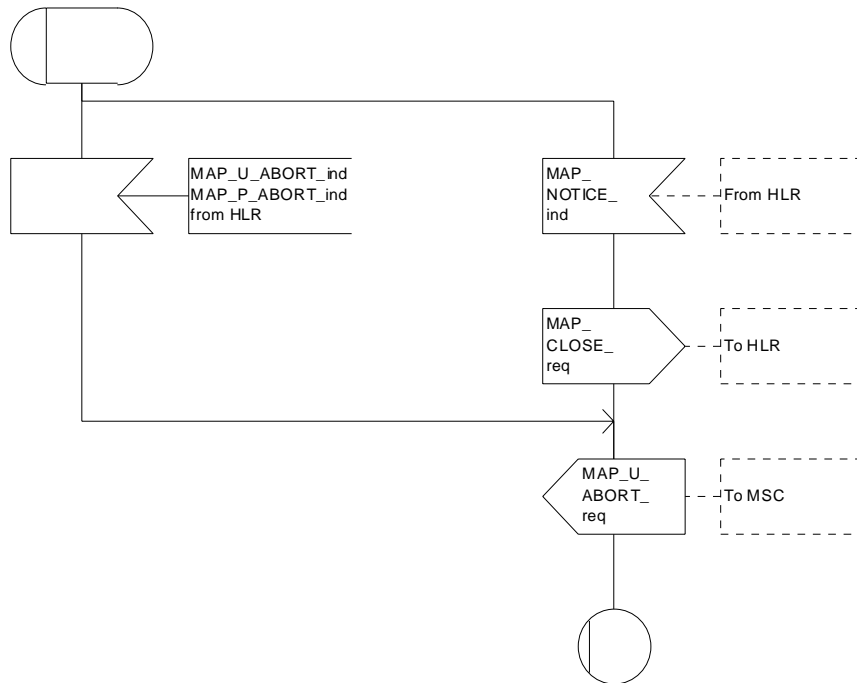 MAP_U_ABORT_ind
MAP_P_ABORT_ind
from HLR
MAP_
NOTICE_
ind
From HLR
MAP_
CLOSE_
req
To HLR
MAP_U_
ABORT_
req
To MSC